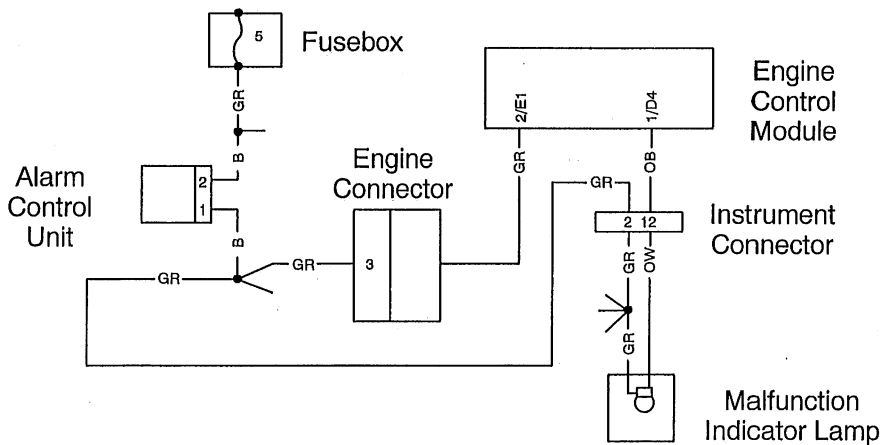 5
Fusebox
GR
B
Alarm
Control
Unit
2
1
B
GR
GR
Engine
Connector
3
GR
2/E1
1/D4
Engine
Control
Module
OB
GR
2 12
Instrument
Connector
GR
OW
GR
Malfunction
Indicator Lamp